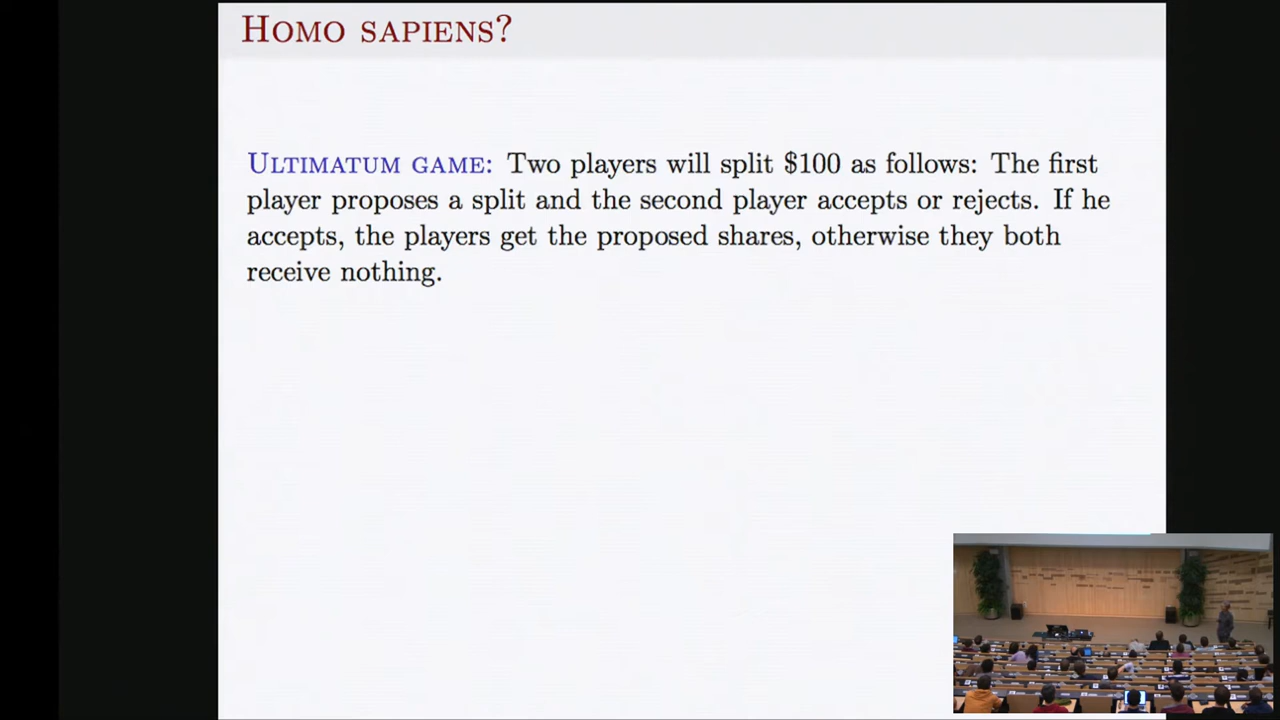 Homo sapiens?
Ultimatum game: Two players will split $100 as follows: The first
player proposes a split and the second player accepts or rejects. If he
accepts, the players get the proposed shares, otherwise they both
receive nothing.